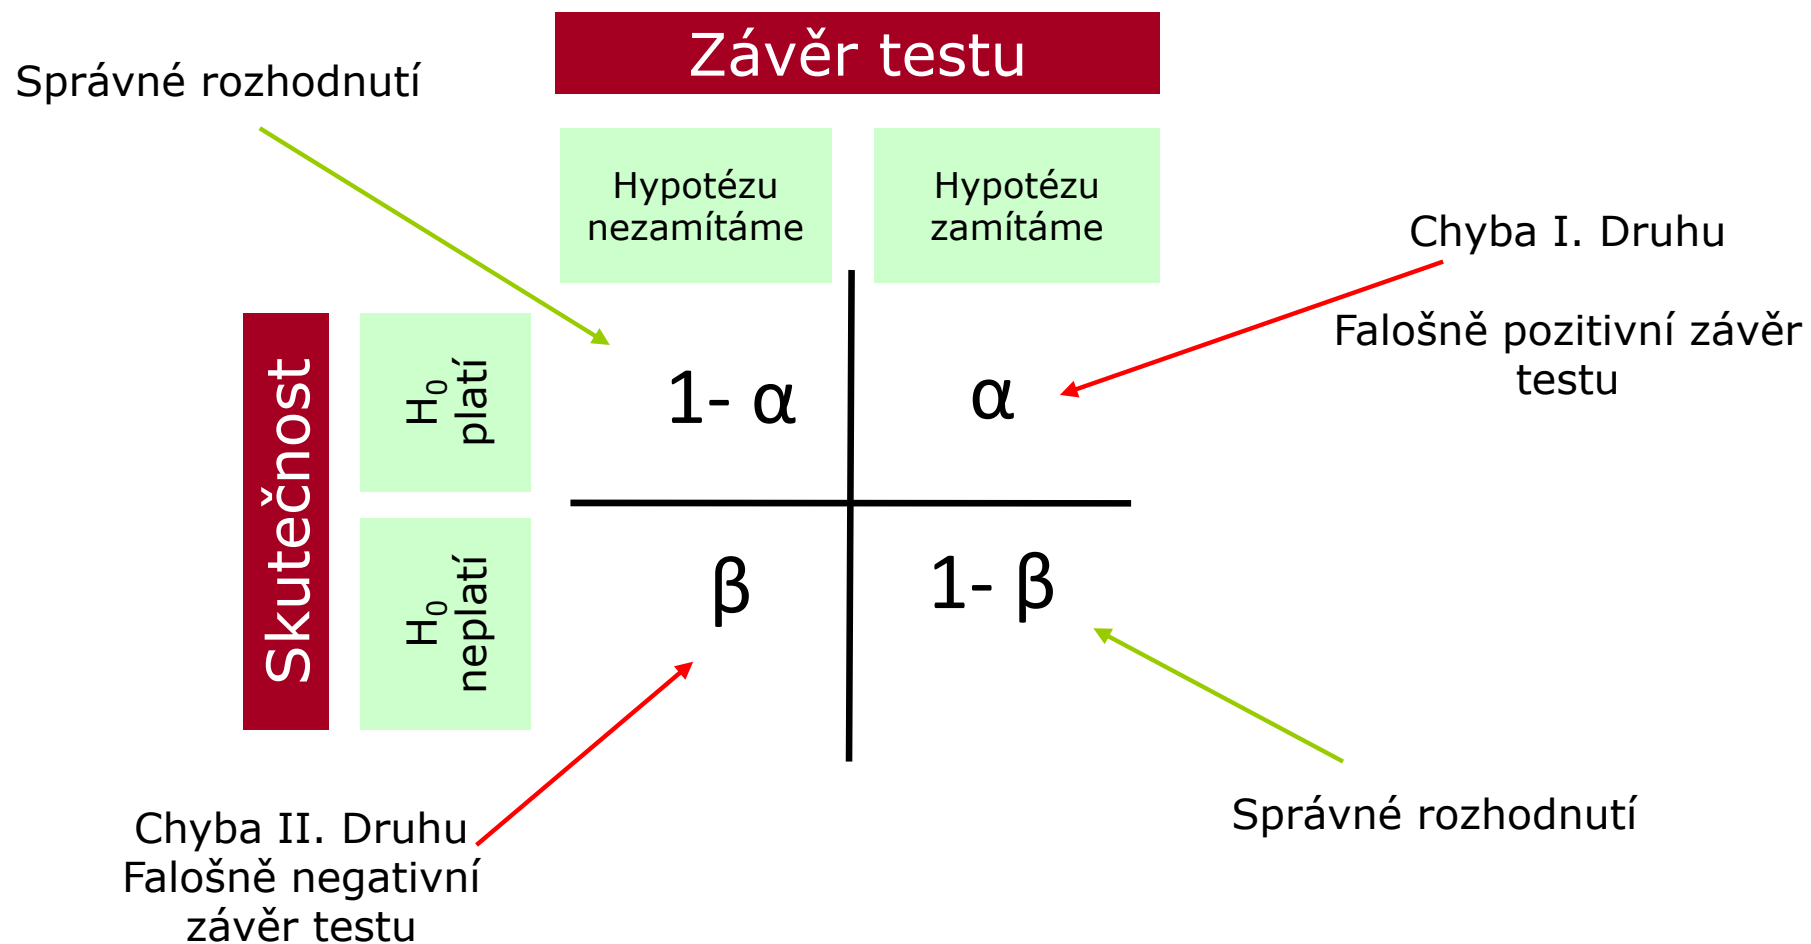 Závěr testu
Správné rozhodnutí
Hypotézu
nezamítáme
Hypotézu
zamítáme
Chyba I. Druhu
Falošně pozitivní závěr
testu
Skutečnost
H₀
platí
1- α
α
H₀
neplatí
β
1- β
Chyba II. Druhu
Falošně negativní
závěr testu
Správné rozhodnutí